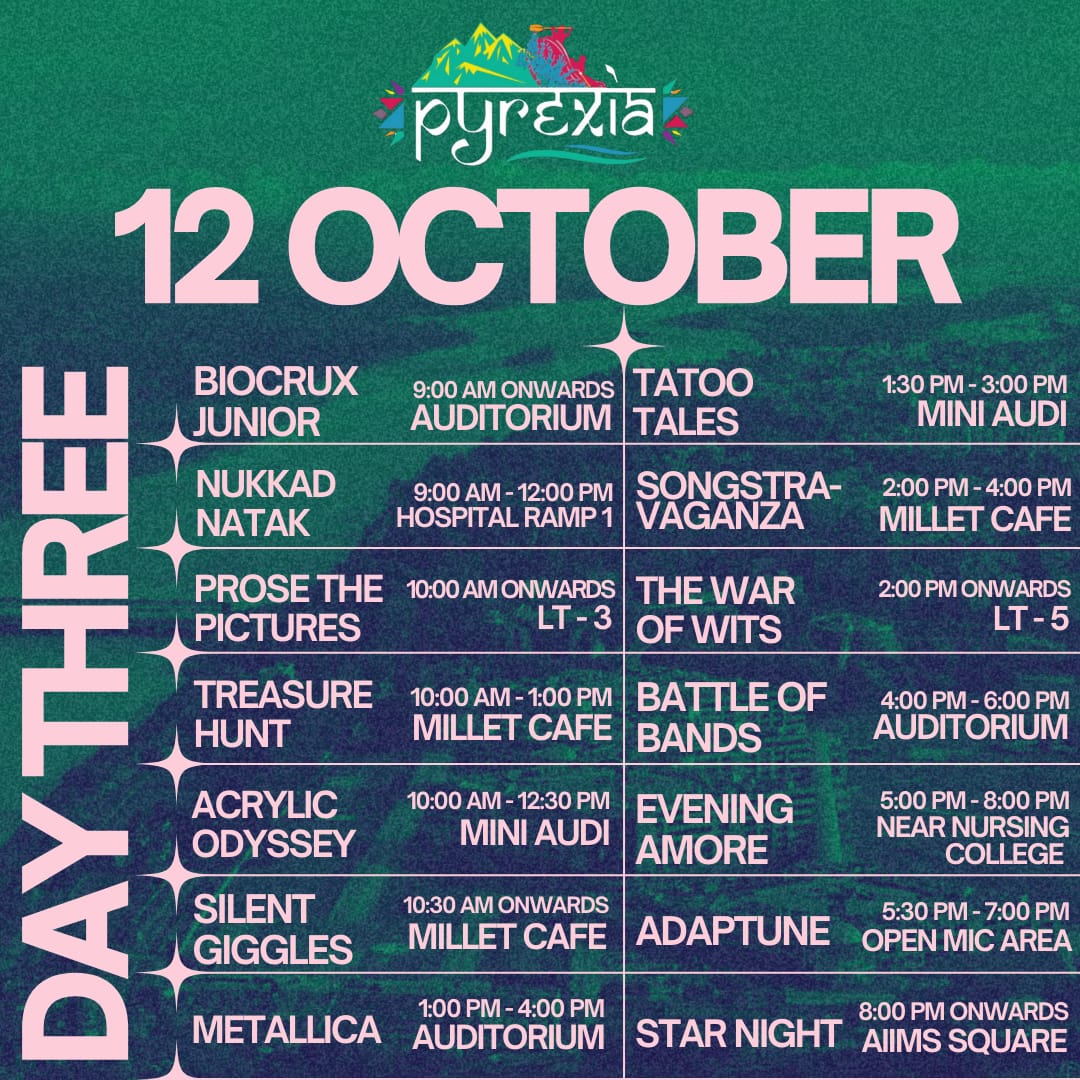 pyrexià
12 OCTOBER
DAY THREE
BIOCRUX
JUNIOR
9:00 AM ONWARDS
AUDITORIUM
NUKKAD
NATAK
9:00 AM - 12:00 PM
HOSPITAL RAMP 1
PROSE THE
PICTURES
10:00 AM ONWARDS
LT - 3
TREASURE
HUNT
10:00 AM - 1:00 PM
MILLET CAFE
ACRYLIC
ODYSSEY
10:00 AM - 12:30 PM
MINI AUDI
SILENT
GIGGLES
10:30 AM ONWARDS
MILLET CAFE
METALLICA
1:00 PM - 4:00 PM
AUDITORIUM
TATOO
TALES
1:30 PM - 3:00 PM
MINI AUDI
SONGSTRA-
VAGANZA
2:00 PM - 4:00 PM
MILLET CAFE
THE WAR
OF WITS
2:00 PM ONWARDS
LT - 5
BATTLE OF
BANDS
4:00 PM - 6:00 PM
AUDITORIUM
EVENING
AMORE
5:00 PM - 8:00 PM
NEAR NURSING
COLLEGE
ADAPTUNE
5:30 PM - 7:00 PM
OPEN MIC AREA
STAR NIGHT
8:00 PM ONWARDS
AIIMS SQUARE